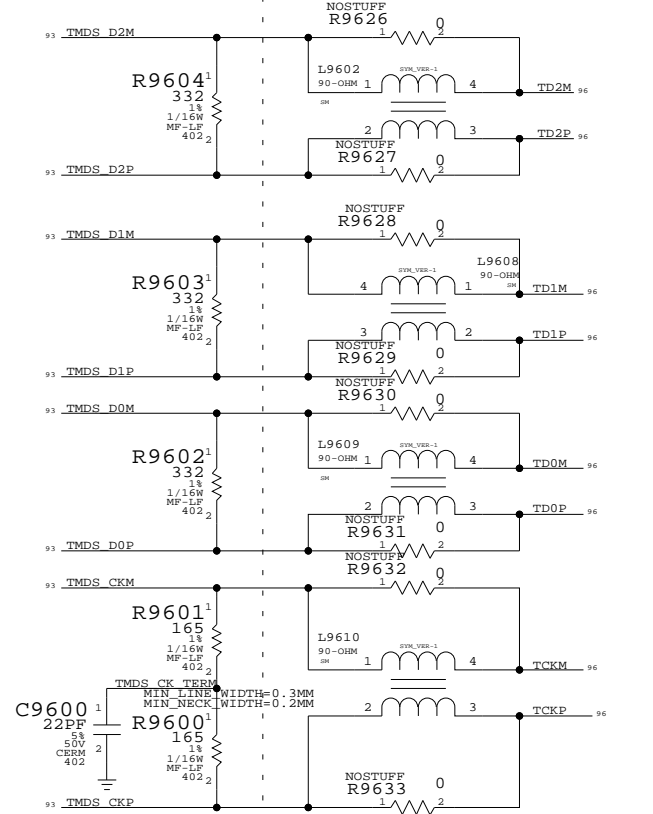 NOSTUFF
R9626
0
1 2
93 TMDS_D2M
R9604 1
332
1%
1/16W
MF-LF
402 2
L9602
90-OHM
SM
SYM_VER-1
1 4
TD2M 96
2 3
TD2P 96
NOSTUFF
R9627
0
1 2
93 TMDS_D2P
NOSTUFF
R9628
0
1 2
93 TMDS_D1M
R9603 1
332
1%
1/16W
MF-LF
402 2
L9608
90-OHM
SM
SYM_VER-1
4 1
TD1M 96
3 2
TD1P 96
NOSTUFF
R9629
0
1 2
93 TMDS_D1P
NOSTUFF
R9630
0
1 2
93 TMDS_D0M
R9602 1
332
1%
1/16W
MF-LF
402 2
L9609
90-OHM
SM
SYM_VER-1
1 4
TD0M 96
2 3
TD0P 96
NOSTUFF
R9631
0
1 2
93 TMDS_D0P
NOSTUFF
R9632
0
1 2
93 TMDS_CKM
R9601 1
165
1%
1/16W
MF-LF
402 2
L9610
90-OHM
SM
SYM_VER-1
1 4
TCKM 96
2 3
TCKP 96
TMDS_CK_TERM
MIN_LINE_WIDTH=0.3MM
MIN_NECK_WIDTH=0.2MM
C9600 1
22PF
5%
50V
CERM
402
2
R9600 1
165
1%
1/16W
MF-LF
402 2
NOSTUFF
R9633
0
1 2
93 TMDS_CKP